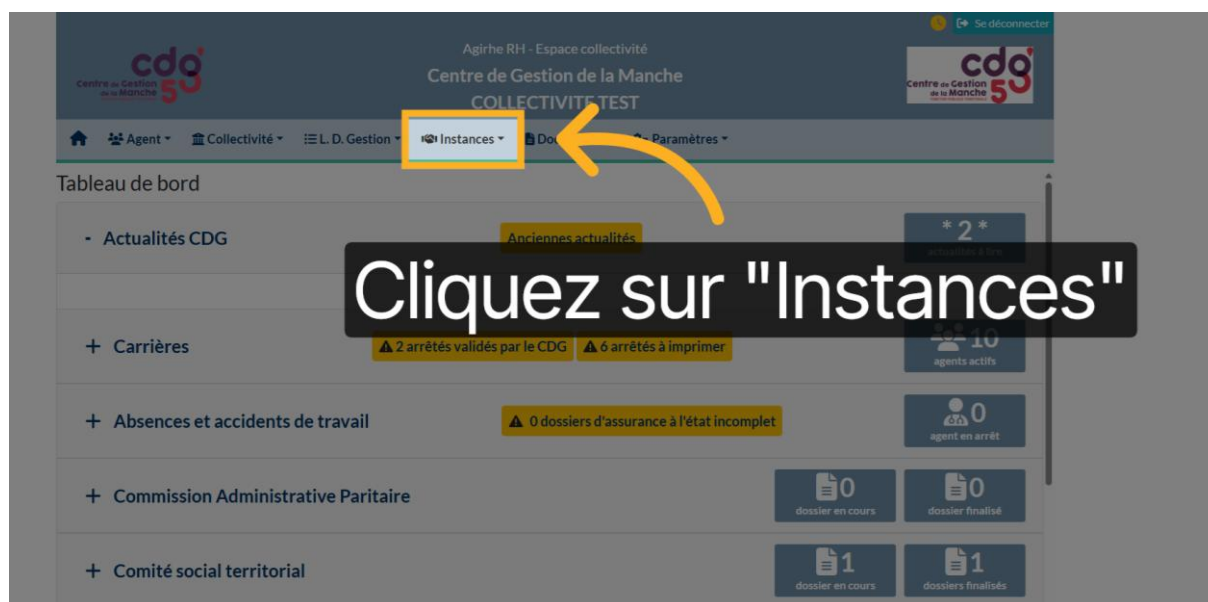 Se déconnecter
Agirhe RH - Espace collectivité
Centre de Gestion de la Manche
COLLECTIVITE TEST
cdg
Centre de Gestion
de la Manche
50
cdg
Centre de Gestion
de la Manche
50
Agent
Collectivité
L. D. Gestion
Instances
Paramètres
Tableau de bord
- Actualités CDG
Anciennes actualités
* 2 *
actualités à lire
Cliquez sur "Instances"
+ Carrières
2 arrêtés validés par le CDG
6 arrêtés à imprimer
10
agents actifs
+ Absences et accidents de travail
0 dossiers d'assurance à l'état incomplet
0
agent en arrêt
+ Commission Administrative Paritaire
0
dossier en cours
0
dossier finalisé
+ Comité social territorial
1
dossier en cours
1
dossiers finalisés